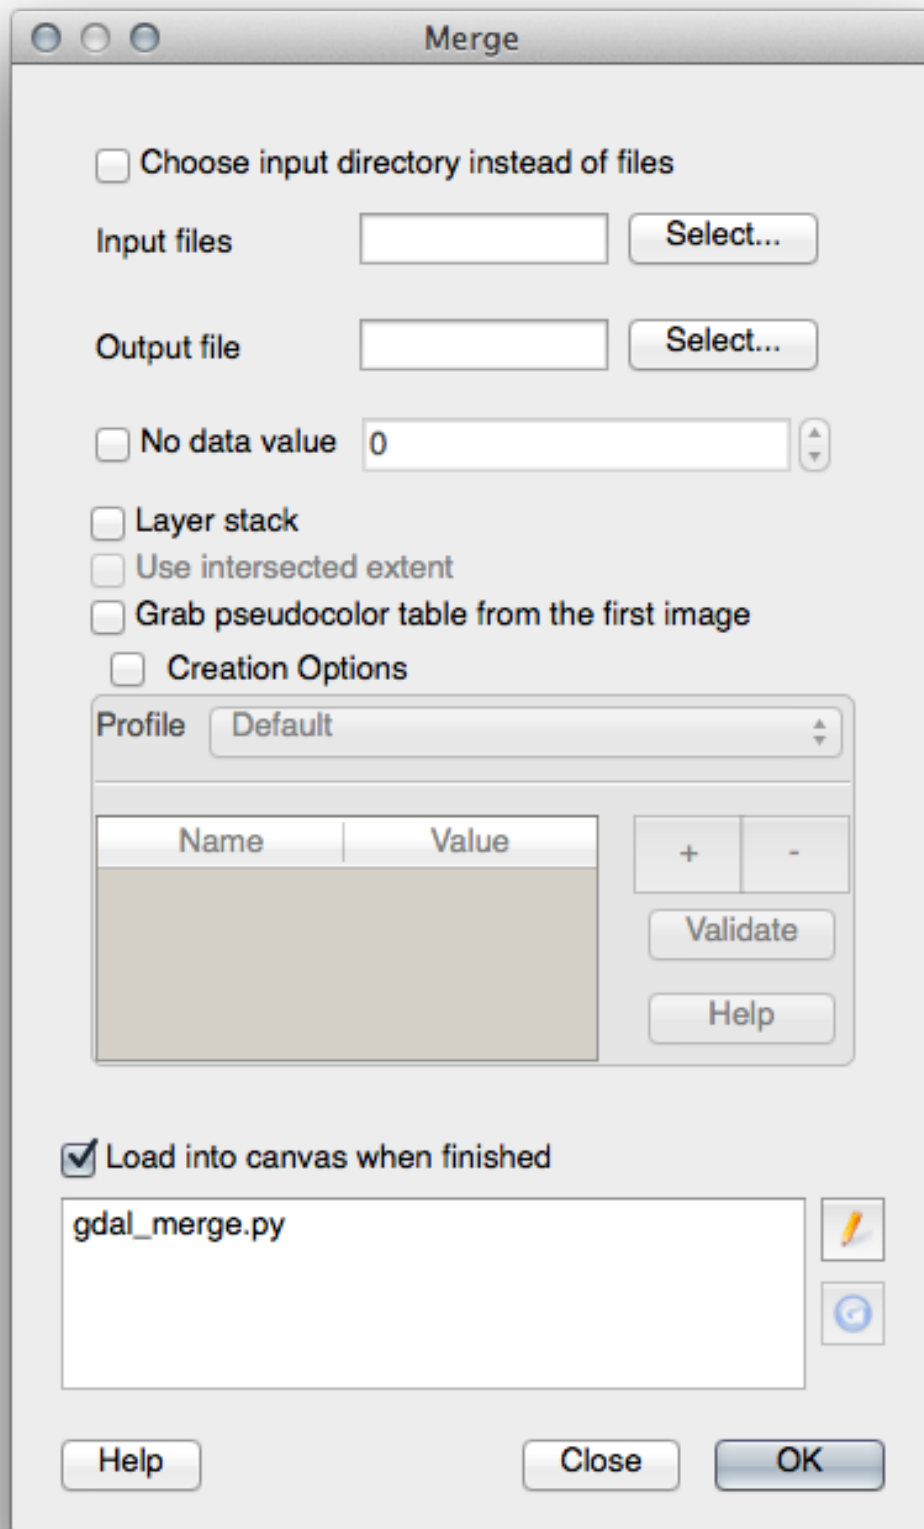 Merge
Choose input directory instead of files
Input files Select...
Output file Select...
No data value 0
Layer stack
Use intersected extent
Grab pseudocolor table from the first image
Creation Options
Profile Default
Name Value + -
Validate
Help
Load into canvas when finished
gdal_merge.py
Help Close OK